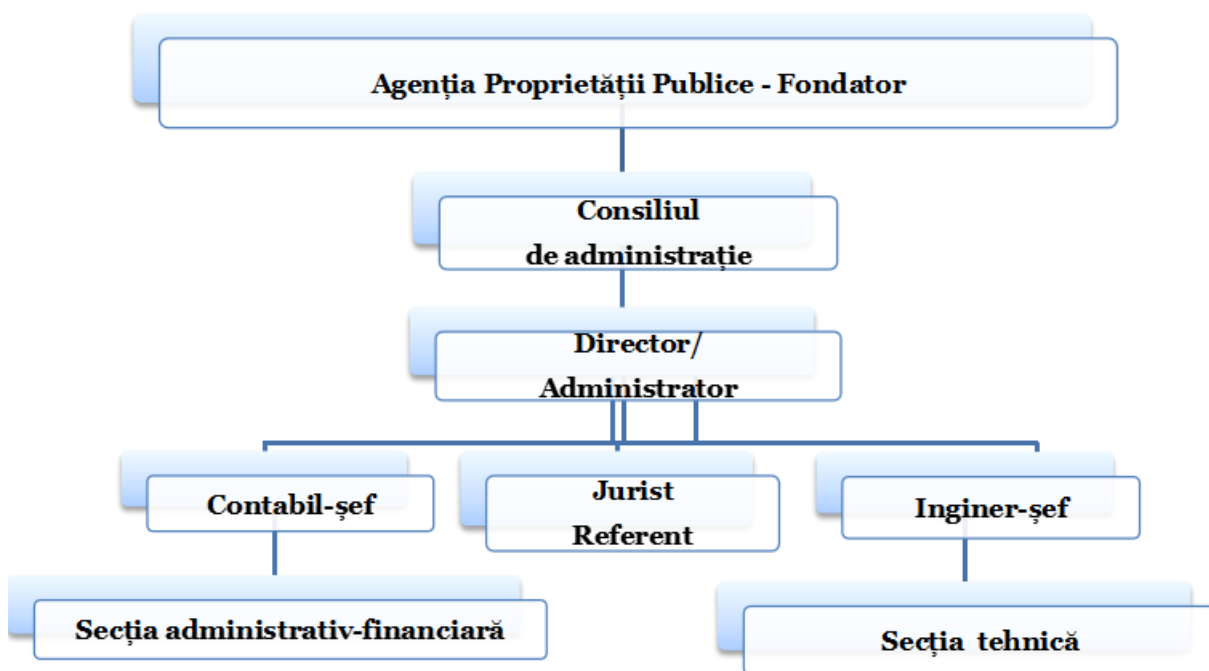 Agenția Proprietății Publice - Fondator
Consiliul
de administrație
Director/
Administrator
Contabil-șef
Jurist
Referent
Inginer-șef
Secția administrativ-financiară
Secția tehnică